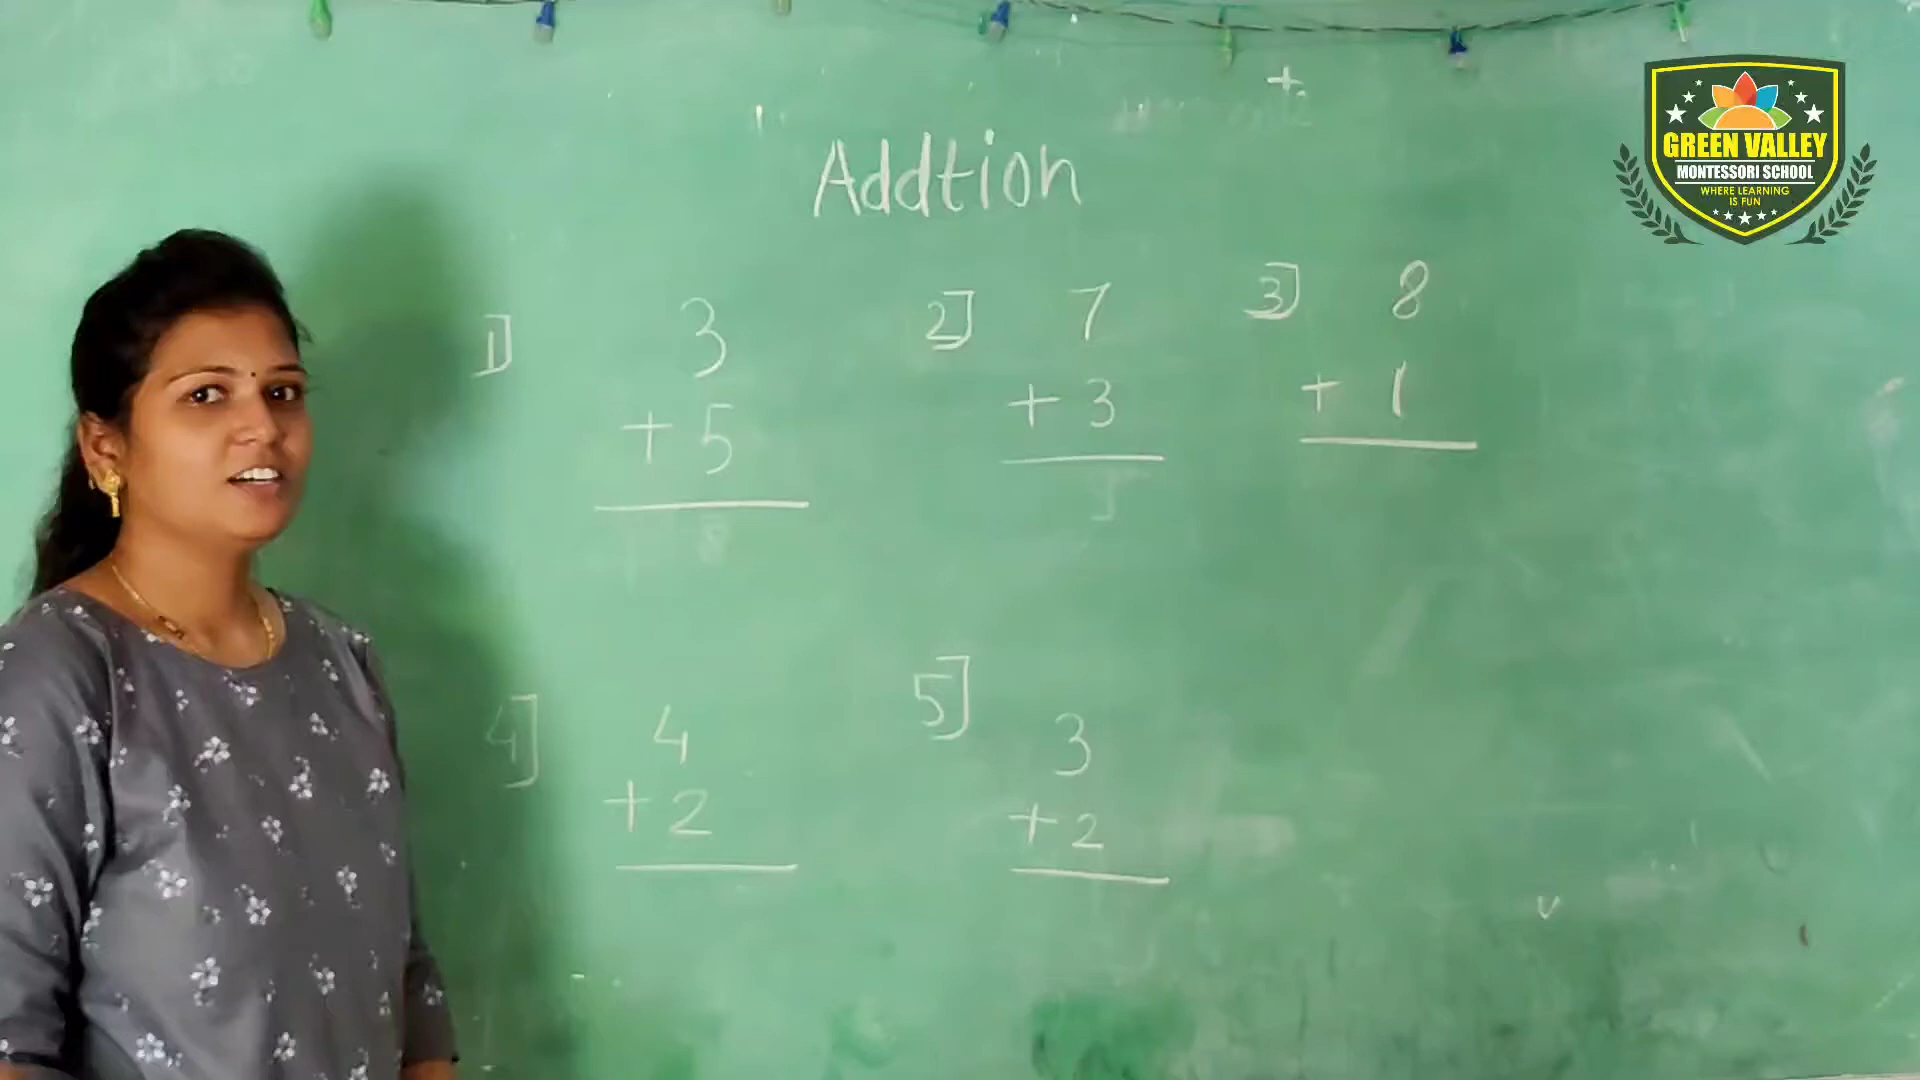 Addtion
1] 3
+ 5
2] 7
+ 3
3] 8
+ 1
4] 4
+ 2
5] 3
+ 2
GREEN VALLEY
MONTESSORI SCHOOL
WHERE LEARNING
IS FUN